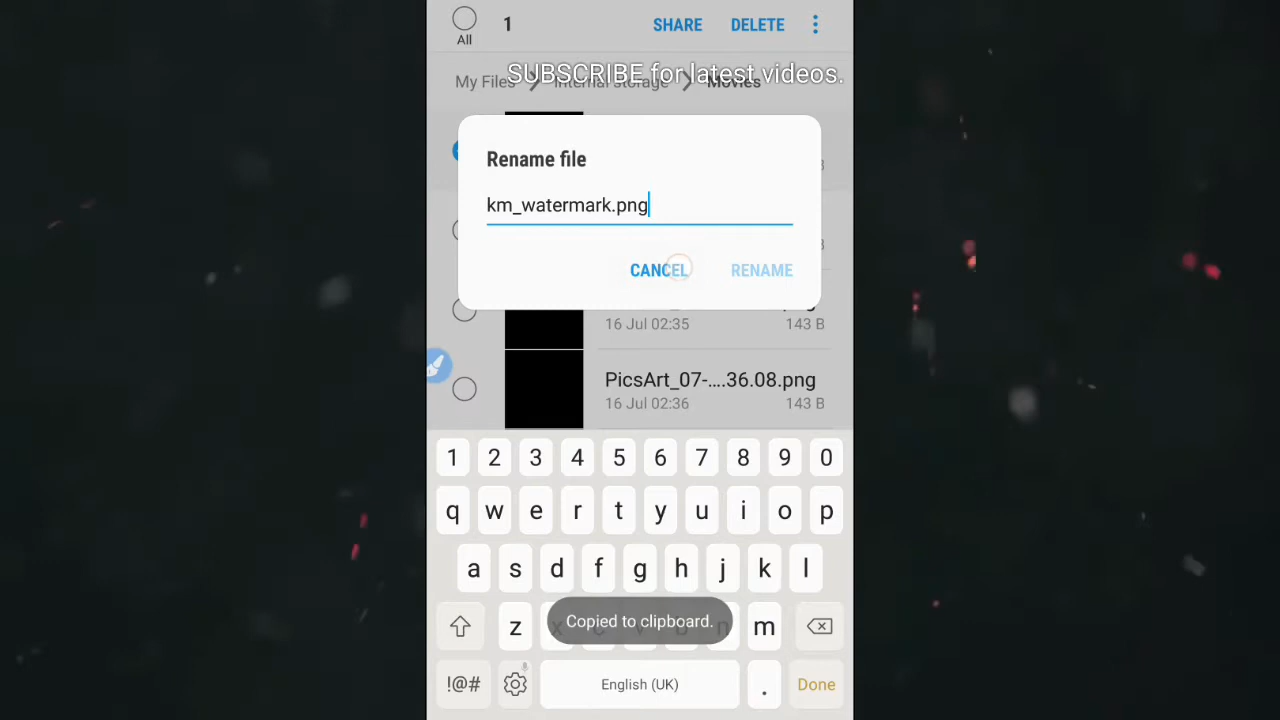 1 SHARE DELETE
All
SUBSCRIBE for latest videos.
My Files Internal storage Movies
Rename file
km_watermark.png
CANCEL RENAME
16 Jul 02:35 143 B
PicsArt_07-....36.08.png
16 Jul 02:36 143 B
1 2 3 4 5 6 7 8 9 0
q w e r t y u i o p
a s d f g h j k l
z x c v b n m
Copied to clipboard.
!@# English (UK) . Done